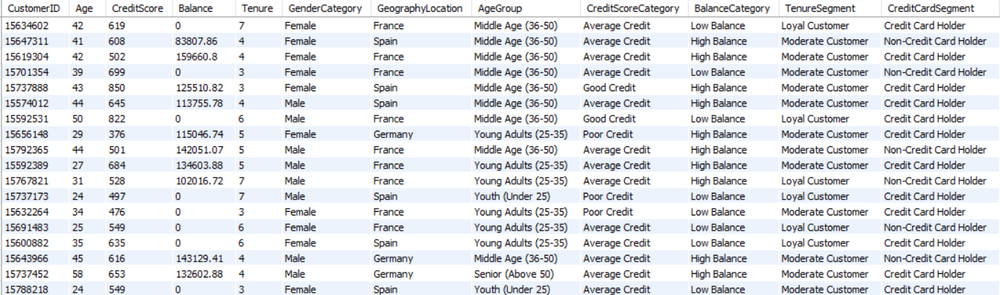 CustomerID Age CreditScore Balance Tenure GenderCategory GeographyLocation AgeGroup CreditScoreCategory BalanceCategory TenureSegment CreditCardSegment
15634602 42 619 0 7 Female France Middle Age (36-50) Average Credit Low Balance Loyal Customer Credit Card Holder
15647311 41 608 83807.86 4 Female Spain Middle Age (36-50) Average Credit High Balance Moderate Customer Non-Credit Card Holder
15619304 42 502 159660.8 4 Female France Middle Age (36-50) Average Credit High Balance Moderate Customer Credit Card Holder
15701354 39 699 0 3 Female France Middle Age (36-50) Average Credit Low Balance Moderate Customer Non-Credit Card Holder
15737888 43 850 125510.82 3 Female Spain Middle Age (36-50) Good Credit High Balance Moderate Customer Credit Card Holder
15574012 44 645 113755.78 4 Male Spain Middle Age (36-50) Average Credit High Balance Moderate Customer Credit Card Holder
15592531 50 822 0 6 Male France Middle Age (36-50) Good Credit Low Balance Loyal Customer Credit Card Holder
15656148 29 376 115046.74 5 Female Germany Young Adults (25-35) Poor Credit High Balance Moderate Customer Credit Card Holder
15792365 44 501 142051.07 5 Male France Middle Age (36-50) Average Credit High Balance Moderate Customer Non-Credit Card Holder
15592389 27 684 134603.88 5 Male France Young Adults (25-35) Average Credit High Balance Moderate Customer Credit Card Holder
15767821 31 528 102016.72 7 Male France Young Adults (25-35) Average Credit High Balance Loyal Customer Non-Credit Card Holder
15737173 24 497 0 7 Male Spain Youth (Under 25) Poor Credit Low Balance Loyal Customer Credit Card Holder
15632264 34 476 0 3 Female France Young Adults (25-35) Poor Credit Low Balance Moderate Customer Credit Card Holder
15691483 25 549 0 6 Female France Young Adults (25-35) Average Credit Low Balance Loyal Customer Non-Credit Card Holder
15600882 35 635 0 6 Female Spain Young Adults (25-35) Average Credit Low Balance Loyal Customer Credit Card Holder
15643966 45 616 143129.41 4 Male Germany Middle Age (36-50) Average Credit High Balance Moderate Customer Non-Credit Card Holder
15737452 58 653 132602.88 4 Male Germany Senior (Above 50) Average Credit High Balance Moderate Customer Credit Card Holder
15788218 24 549 0 3 Female Spain Youth (Under 25) Average Credit Low Balance Moderate Customer Credit Card Holder